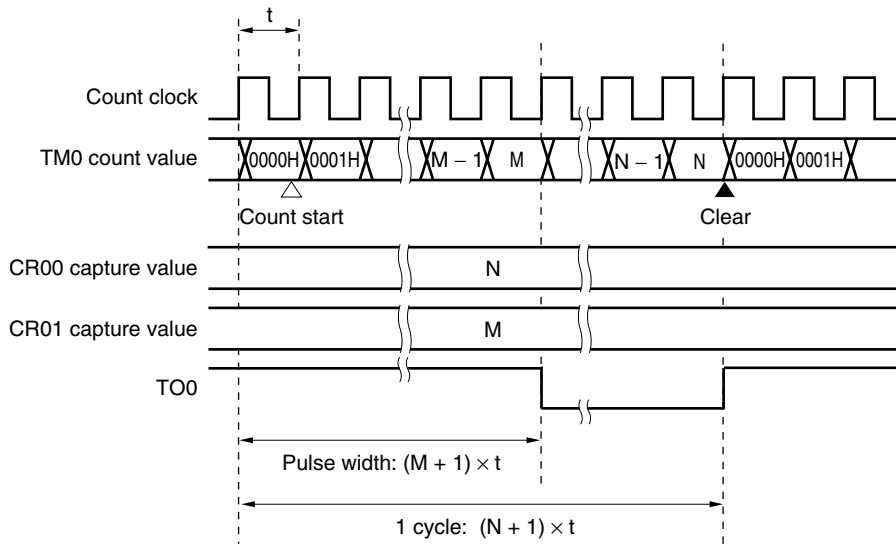 t
Count clock
TM0 count value 0000H 0001H M – 1 M N – 1 N 0000H 0001H
Count start Clear
CR00 capture value N
CR01 capture value M
TO0
Pulse width: (M + 1) × t
1 cycle: (N + 1) × t